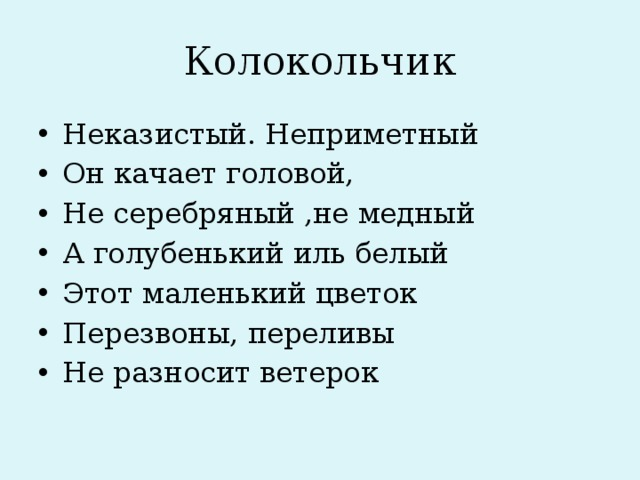 Колокольчик
• Неказистый. Неприметный
• Он качает головой,
• Не серебряный ,не медный
• А голубенький иль белый
• Этот маленький цветок
• Перезвоны, переливы
• Не разносит ветерок